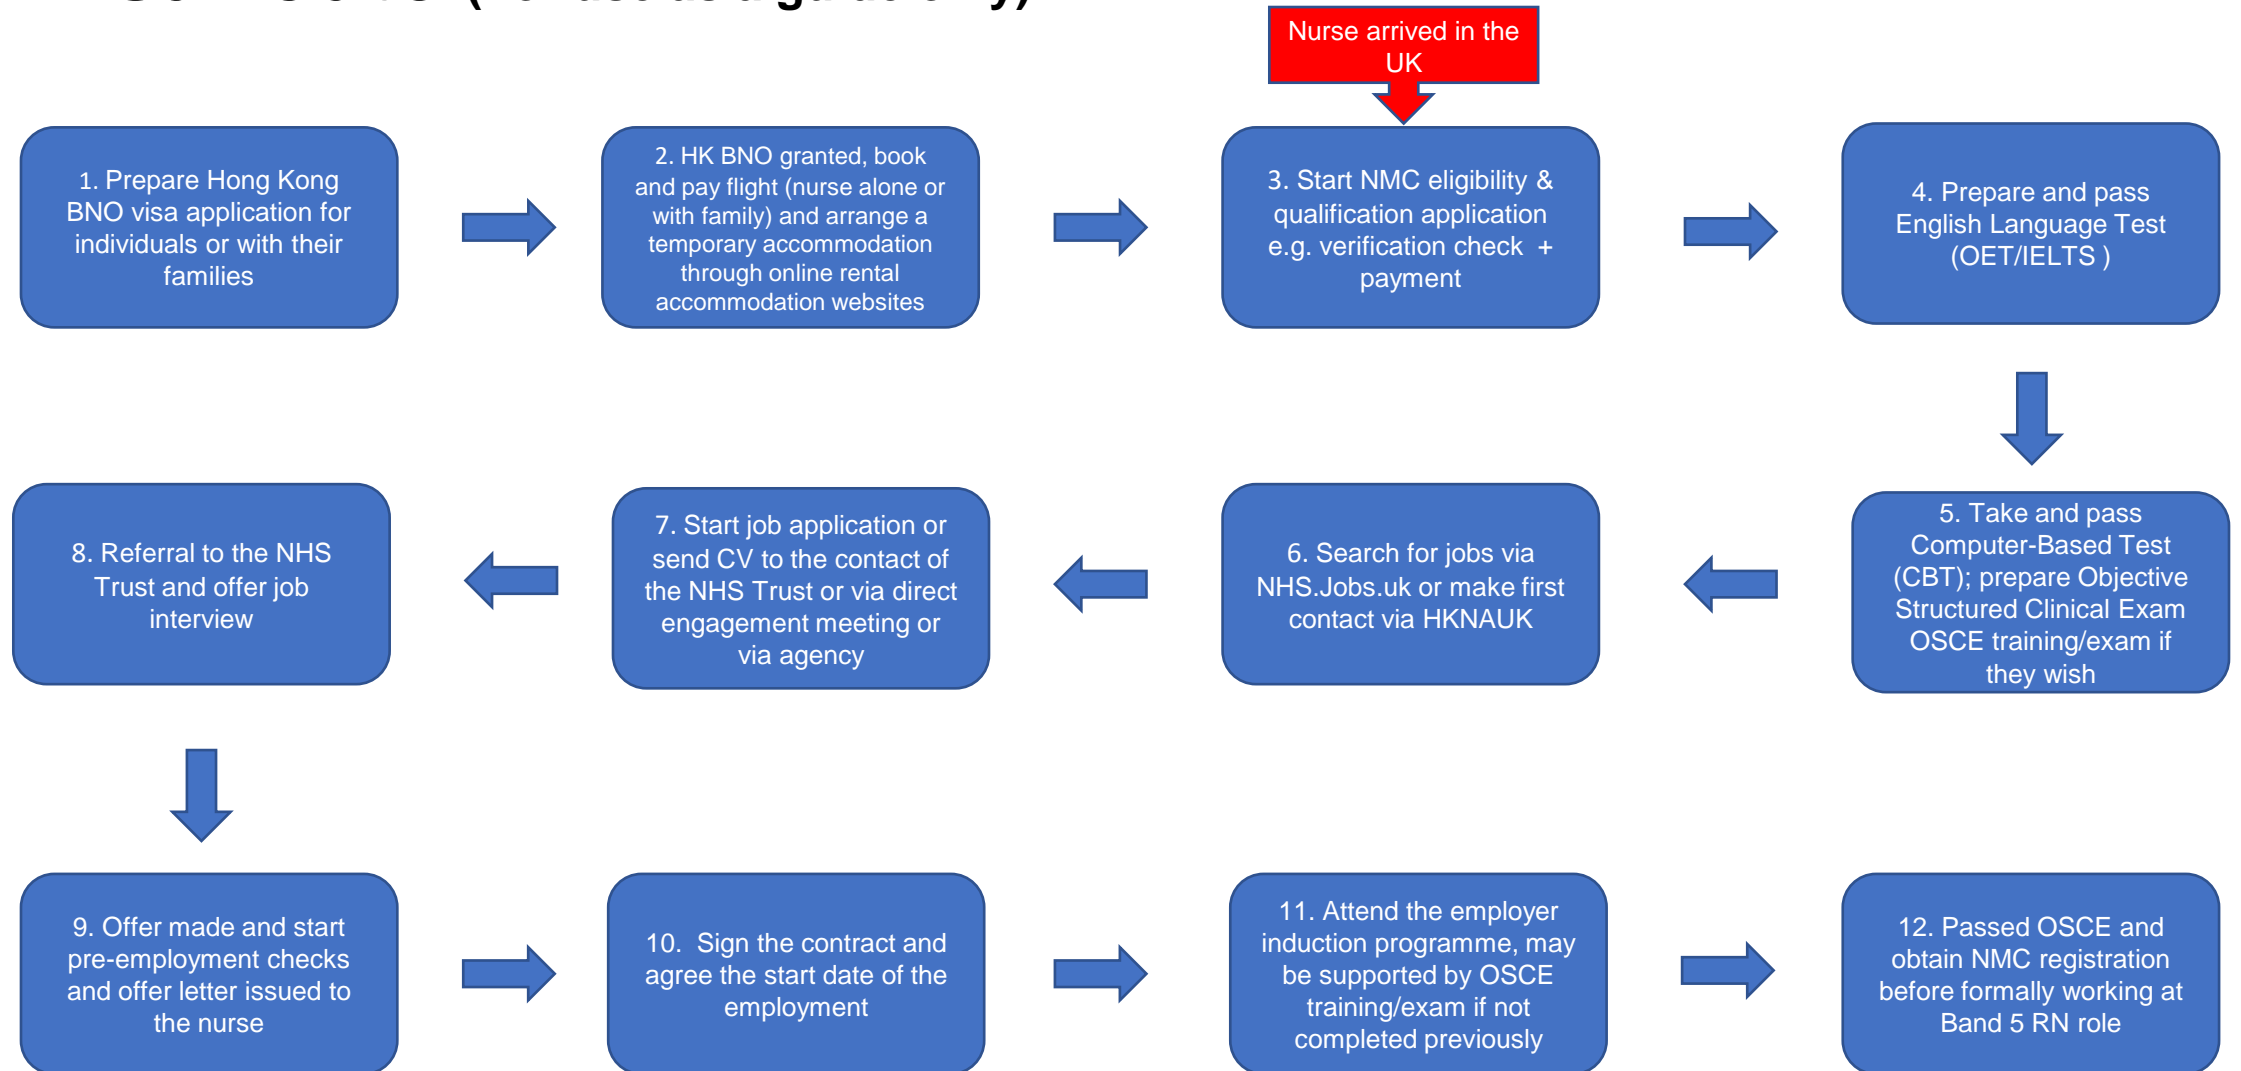 Nurse arrived in the
UK
1. Prepare Hong Kong
BNO visa application for
individuals or with their
families
2. HK BNO granted, book
and pay flight (nurse alone or
with family) and arrange a
temporary accommodation
through online rental
accommodation websites
3. Start NMC eligibility &
qualification application
e.g. verification check  +
payment
4. Prepare and pass
English Language Test
(OET/IELTS )
5. Take and pass
Computer-Based Test
(CBT); prepare Objective
Structured Clinical Exam
OSCE training/exam if
they wish
6. Search for jobs via
NHS.Jobs.uk or make first
contact via HKNAUK
7. Start job application or
send CV to the contact of
the NHS Trust or via direct
engagement meeting or
via agency
8. Referral to the NHS
Trust and offer job
interview
9. Offer made and start
pre-employment checks
and offer letter issued to
the nurse
10.  Sign the contract and
agree the start date of the
employment
11. Attend the employer
induction programme, may
be supported by OSCE
training/exam if not
completed previously
12. Passed OSCE and
obtain NMC registration
before formally working at
Band 5 RN role